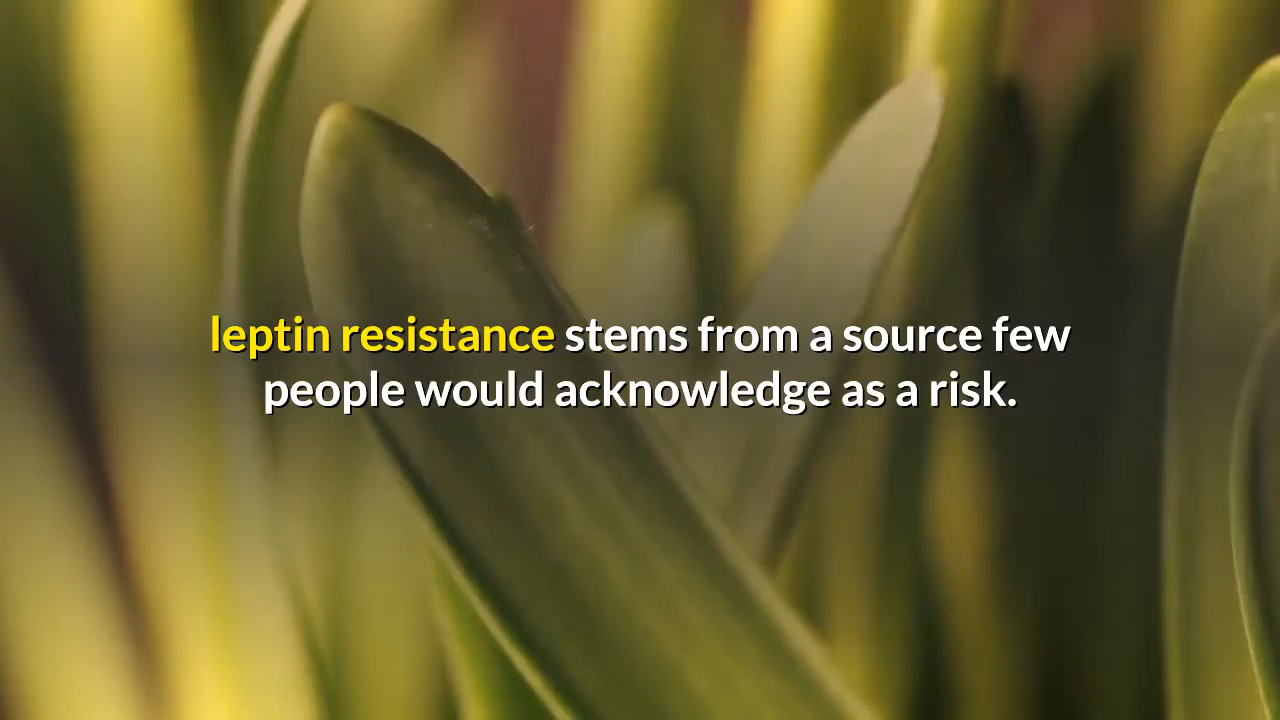 leptin resistance stems from a source few
people would acknowledge as a risk.